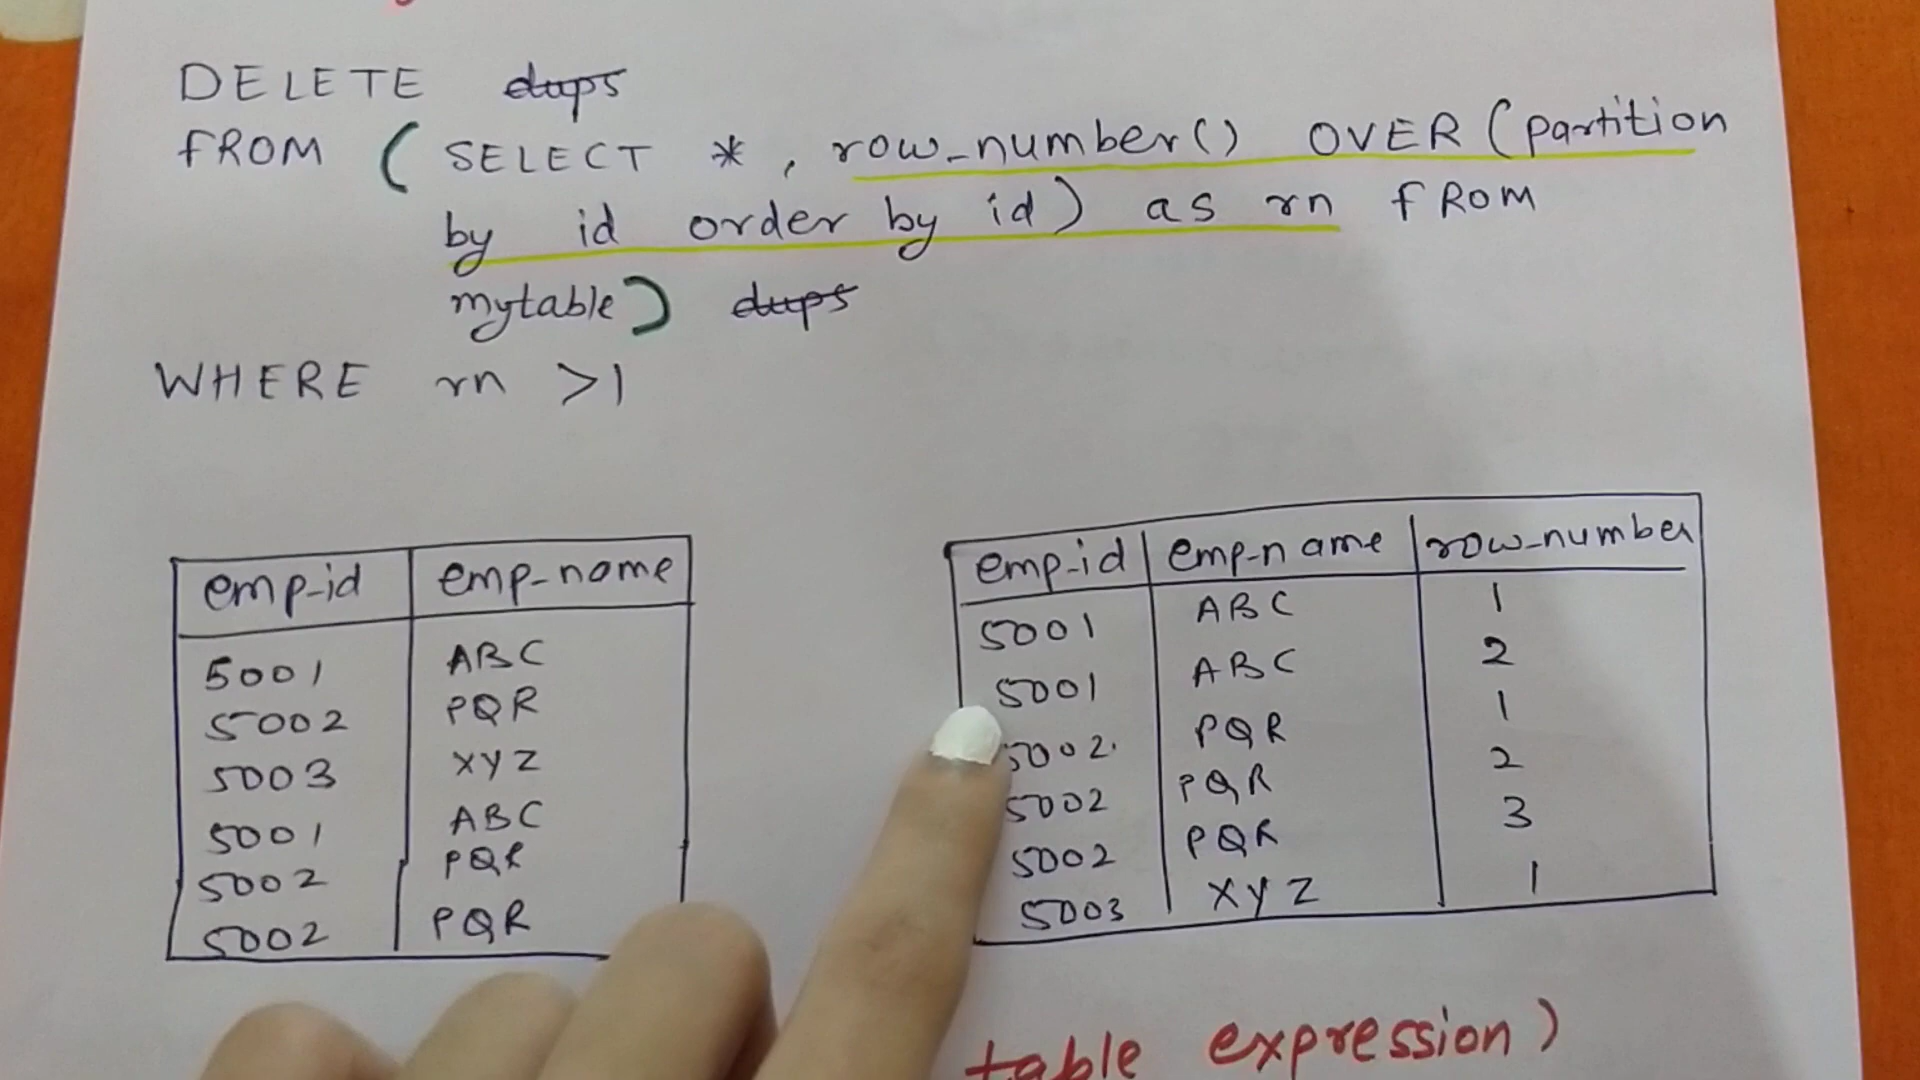 DELETE dups
FROM ( SELECT * , row_number() OVER (partition
by id order by id) as rn FROM
mytable) dups
WHERE rn >1
emp-id emp-name
5001 ABC
5002 PQR
5003 XYZ
5001 ABC
5002 PQR
5002 PQR
emp-id emp-name row-number
5001 ABC 1
5001 ABC 2
5002 PQR 1
5002 PQR 2
5002 PQR 3
5003 XYZ 1
table expression)